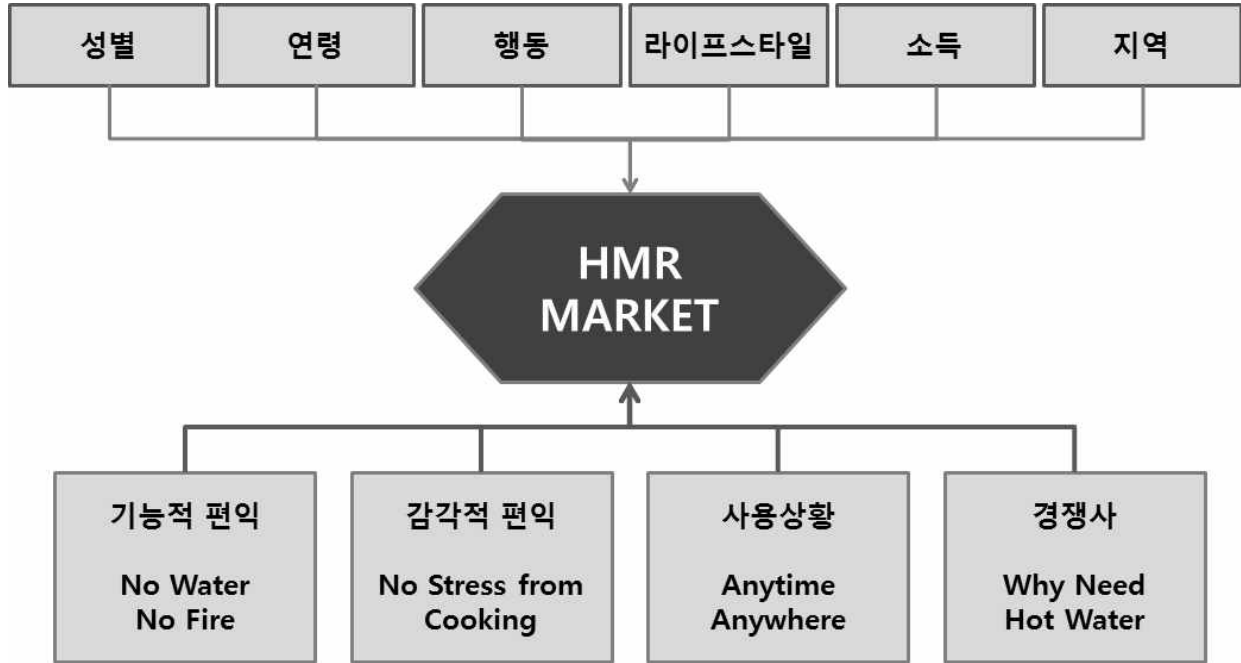 성별
연령
행동
라이프스타일
소득
지역
HMR
MARKET
기능적 편익
No Water
No Fire
감각적 편익
No Stress from
Cooking
사용상황
Anytime
Anywhere
경쟁사
Why Need
Hot Water